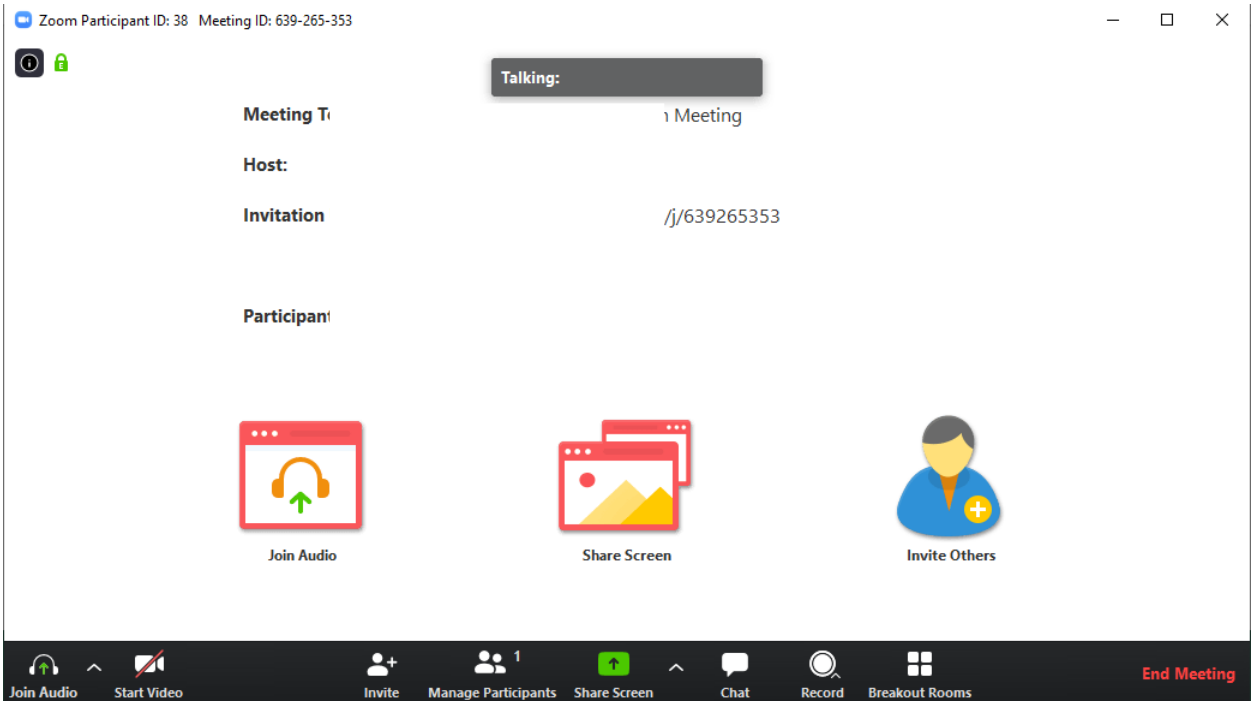 Zoom Participant ID: 38 Meeting ID: 639-265-353
Talking:
Meeting Meeting
Host:
Invitation /j/639265353
Participant
Join Audio Share Screen Invite Others
1
Join Audio Start Video Invite Manage Participants Share Screen Chat Record Breakout Rooms End Meeting